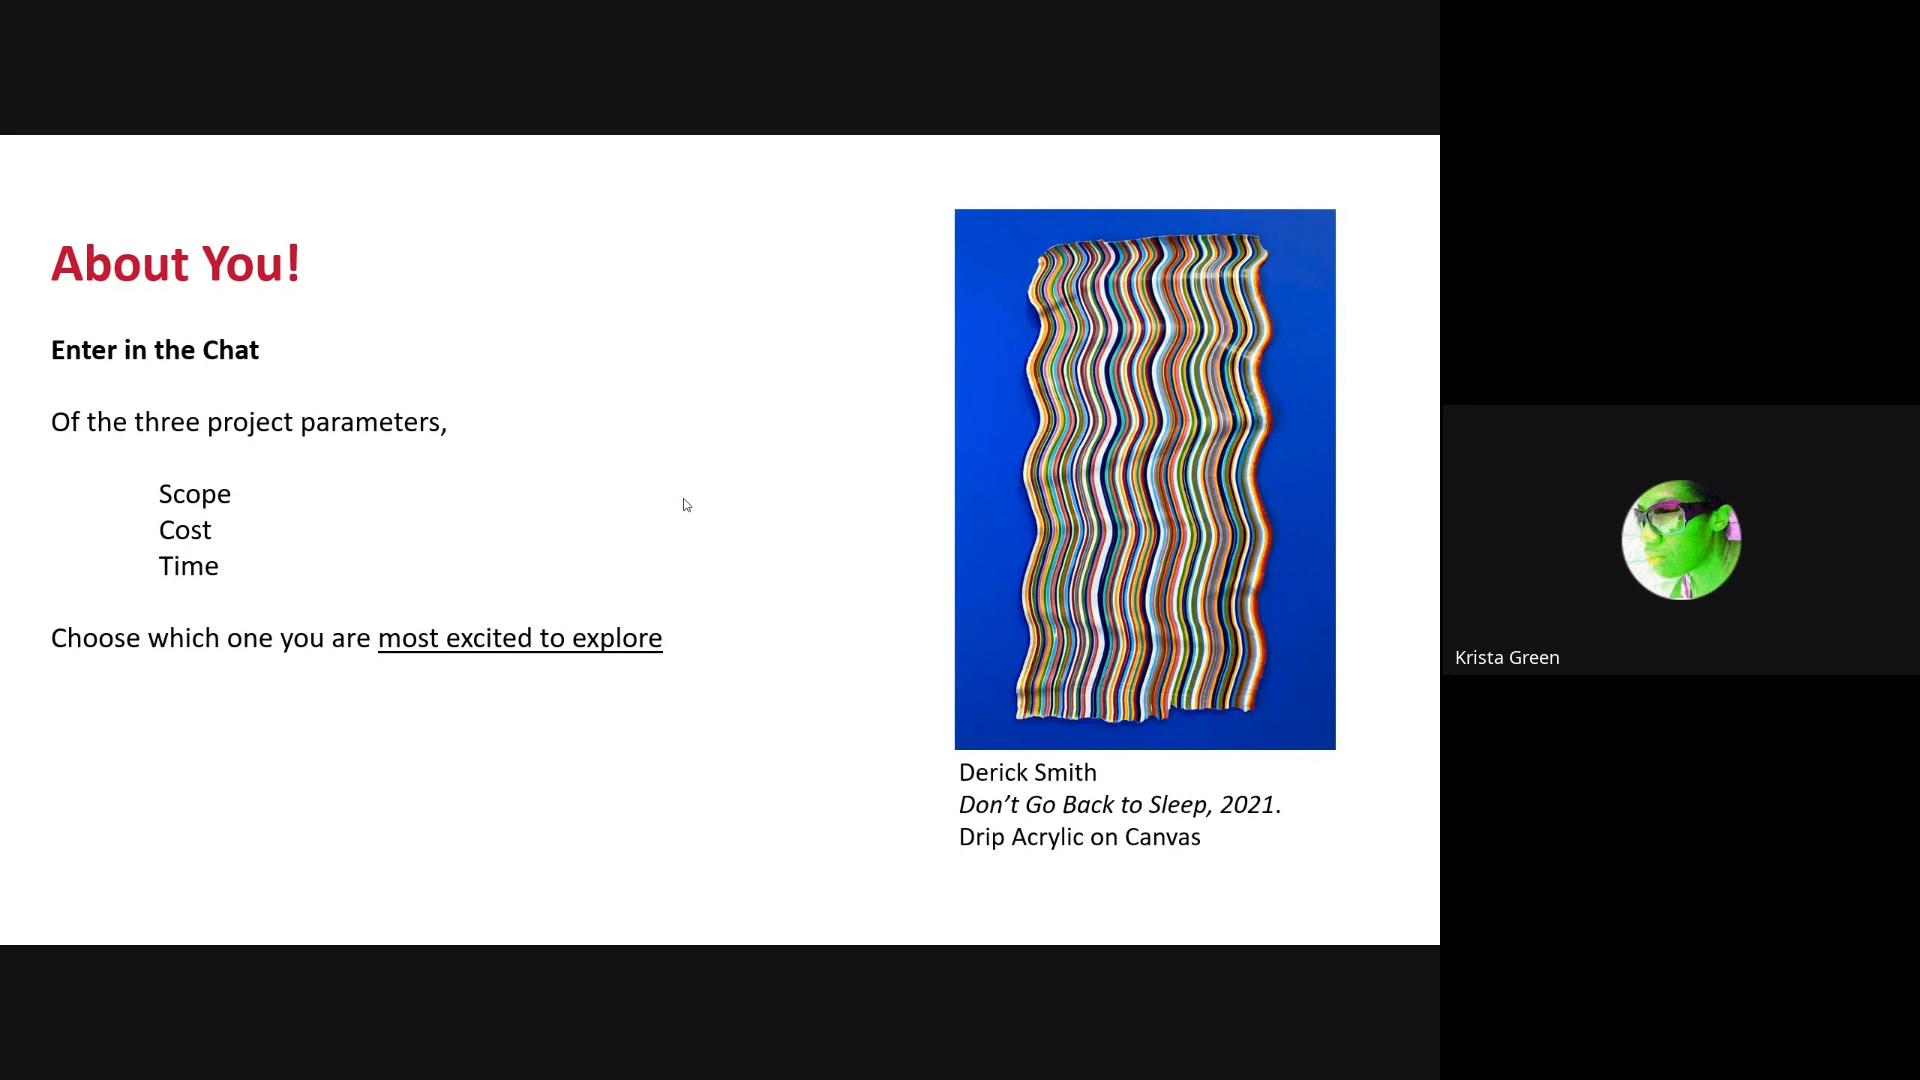 About You!
Enter in the Chat
Of the three project parameters,
Scope
Cost
Time
Choose which one you are most excited to explore
Derick Smith
Don’t Go Back to Sleep, 2021.
Drip Acrylic on Canvas
Krista Green